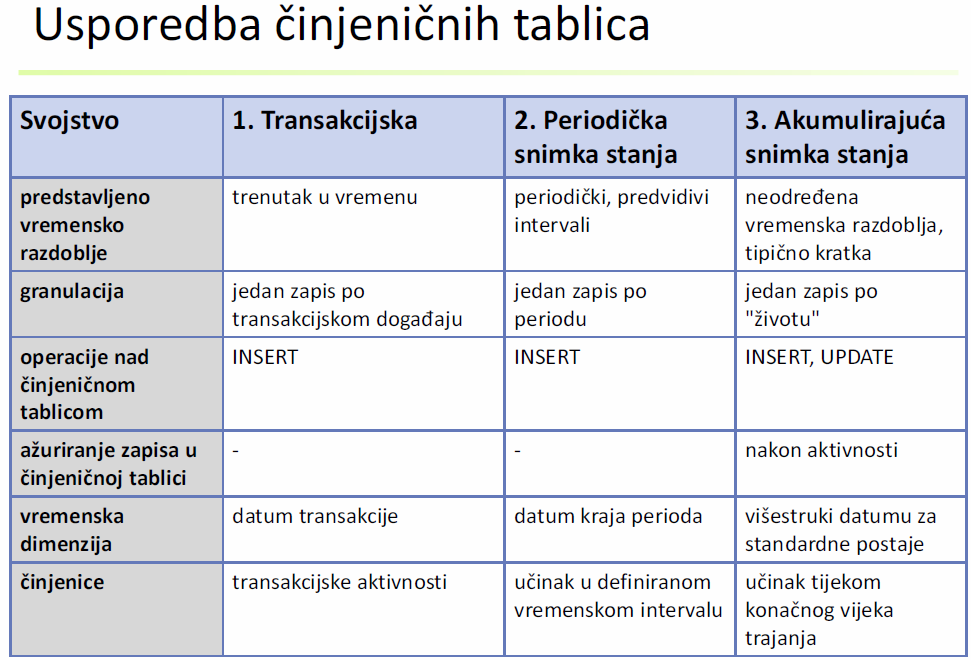 Usporedba činjeničnih tablica
Svojstvo
1. Transakcijska
2. Periodička
snimka stanja
3. Akumulirajuća
snimka stanja
predstavljeno
vremensko
razdoblje
trenutak u vremenu
periodički, predvidivi
intervali
neodređena
vremenska razdoblja,
tipično kratka
granulacija
jedan zapis po
transakcijskom događaju
jedan zapis po
periodu
jedan zapis po
"životu"
operacije nad
činjeničnom
tablicom
INSERT
INSERT
INSERT, UPDATE
ažuriranje zapisa u
činjeničnoj tablici
-
-
nakon aktivnosti
vremenska
dimenzija
datum transakcije
datum kraja perioda
višestruki datumu za
standardne postaje
činjenice
transakcijske aktivnosti
učinak u definiranom
vremenskom intervalu
učinak tijekom
konačnog vijeka
trajanja